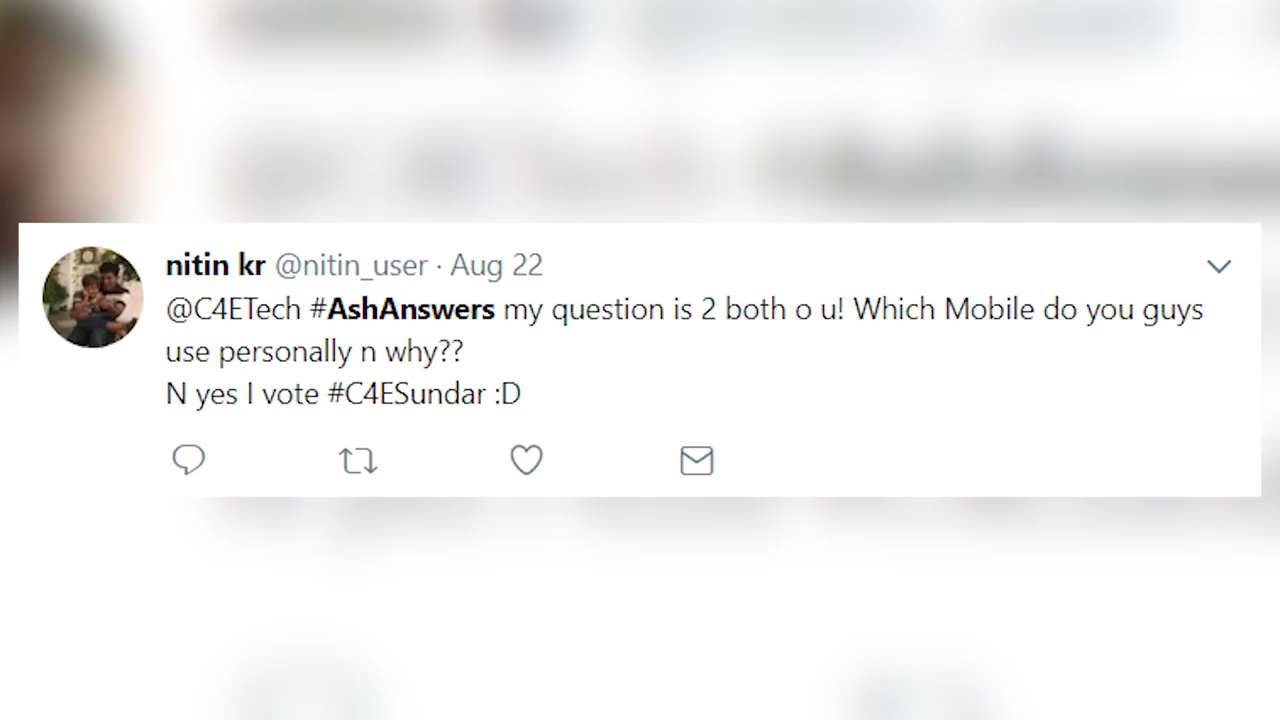 nitin kr @nitin_user · Aug 22
@C4ETech #AshAnswers my question is 2 both o u! Which Mobile do you guys
use personally n why??
N yes I vote #C4ESundar :D